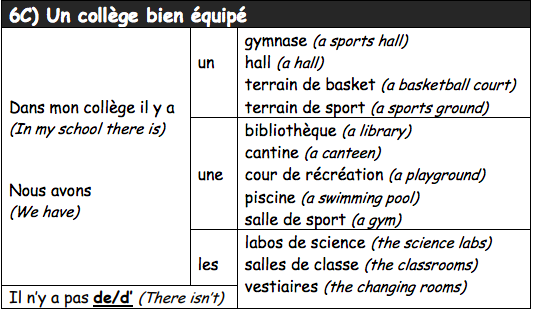 6C) Un collège bien équipé
Dans mon collège il y a
(In my school there is)
Nous avons
(We have)
un
gymnase (a sports hall)
hall (a hall)
terrain de basket (a basketball court)
terrain de sport (a sports ground)
une
bibliothèque (a library)
cantine (a canteen)
cour de récréation (a playground)
piscine (a swimming pool)
salle de sport (a gym)
les
labos de science (the science labs)
salles de classe (the classrooms)
vestiaires (the changing rooms)
Il n'y a pas de/d' (There isn't)